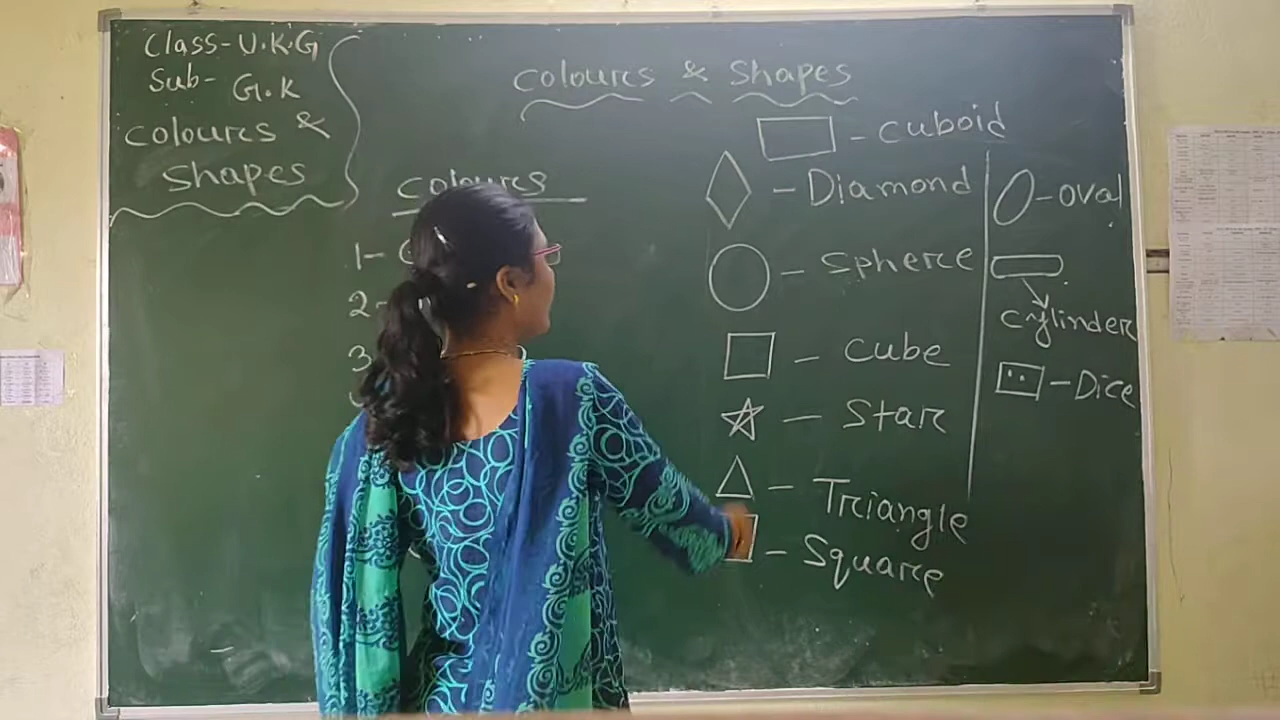 Class-U.K.G
Sub- G.K
colours &
Shapes
colours & Shapes
colours
1-
2-
3
- cuboid
- Diamond
- Sphere
- cube
- Star
- Triangle
- Square
- oval
cylinder
- Dice